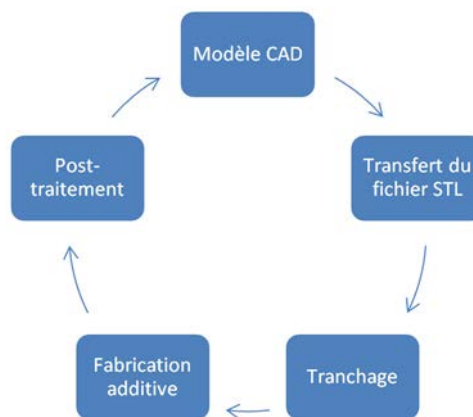 Modèle CAD
Transfert du
fichier STL
Tranchage
Fabrication
additive
Post-
traitement